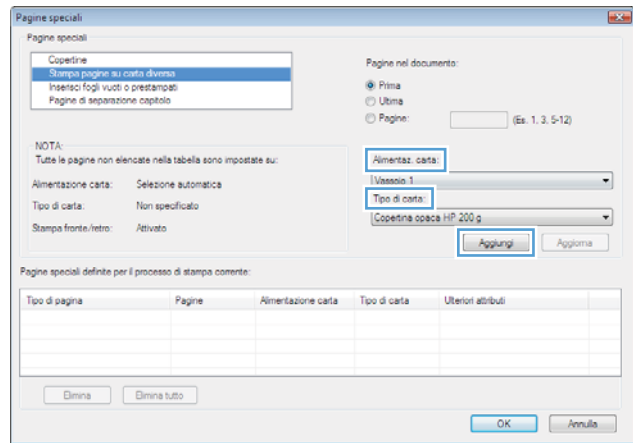 Pagine speciali
Pagine speciali
Copertine
Stampa pagine su carta diversa
Inserisci fogli vuoti o prestampati
Pagine di separazione capitolo
Pagine nel documento:
Prima
Ultima
Pagine: (Es. 1, 3, 5-12)
NOTA:
Tutte le pagine non elencate nella tabella sono impostate su:
Alimentazione carta: Selezione automatica
Tipo di carta: Non specificato
Stampa fronte/retro: Attivato
Alimentaz. carta:
Vassoio 1
Tipo di carta:
Copertina opaca HP 200 g
Aggiungi Aggiorna
Pagine speciali definite per il processo di stampa corrente:
Tipo di pagina Pagine Alimentazione carta Tipo di carta Ulteriori attributi
Elimina Elimina tutto
OK Annulla